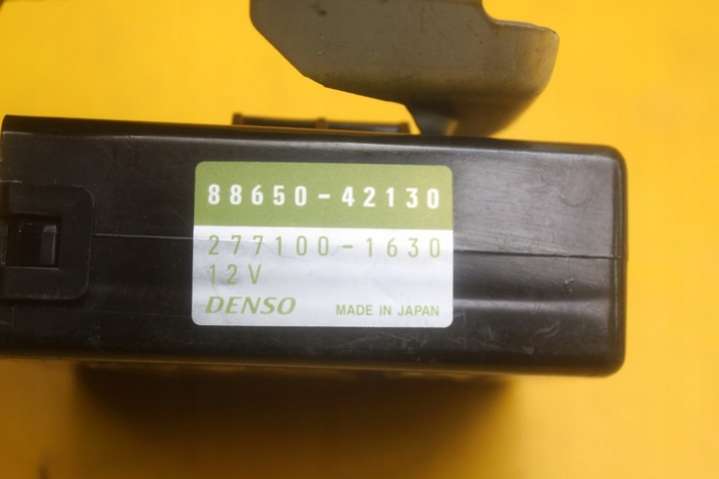 88650-42130
277100-1630
12V
DENSO MADE IN JAPAN